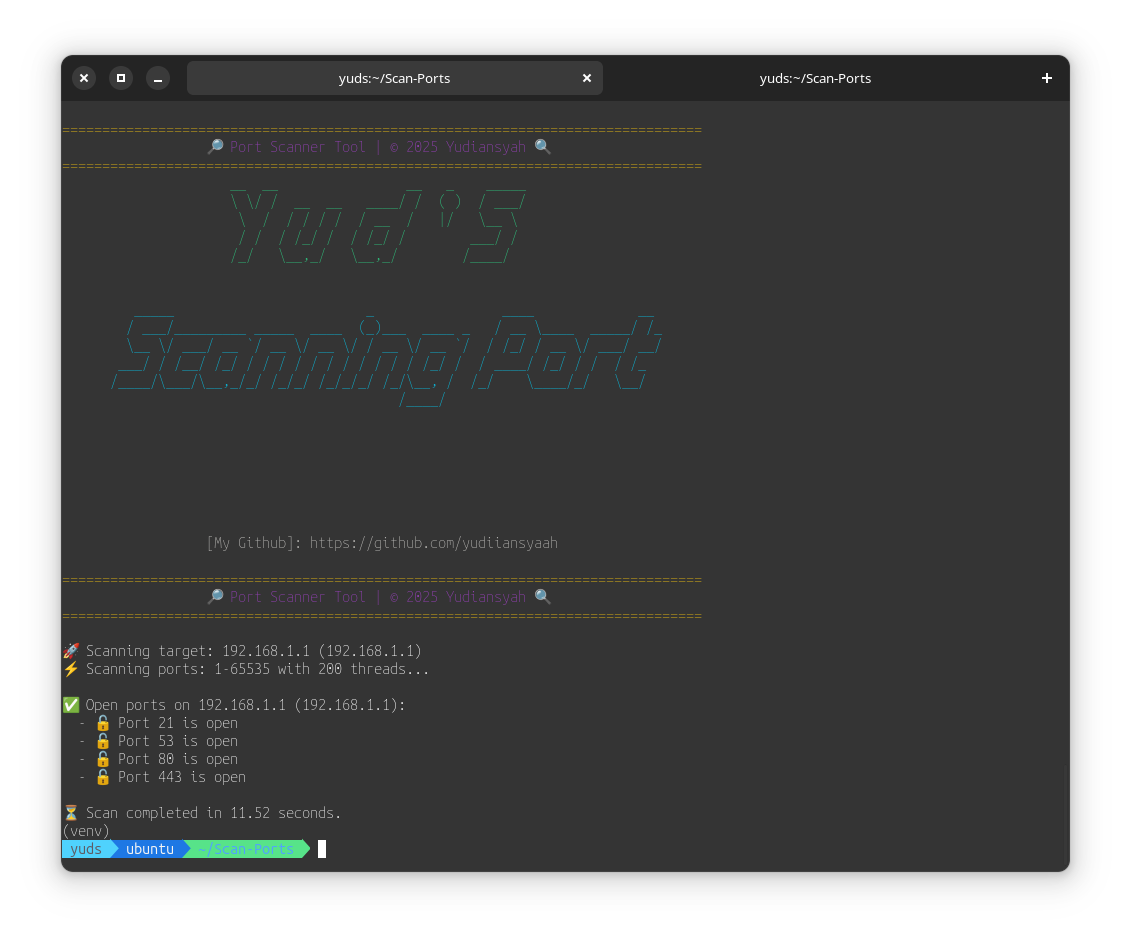 yuds:~/Scan-Ports
yuds:~/Scan-Ports
================================================================================
🔎 Port Scanner Tool | © 2025 Yudiansyah 🔍
================================================================================
Yud'S
Scanning Port
[My Github]: https://github.com/yudiiansyaah
================================================================================
🔎 Port Scanner Tool | © 2025 Yudiansyah 🔍
================================================================================
🚀 Scanning target: 192.168.1.1 (192.168.1.1)
⚡ Scanning ports: 1-65535 with 200 threads...
✅ Open ports on 192.168.1.1 (192.168.1.1):
- 🔓 Port 21 is open
- 🔓 Port 53 is open
- 🔓 Port 80 is open
- 🔓 Port 443 is open
⏳ Scan completed in 11.52 seconds.
(venv)
yuds ubuntu ~/Scan-Ports